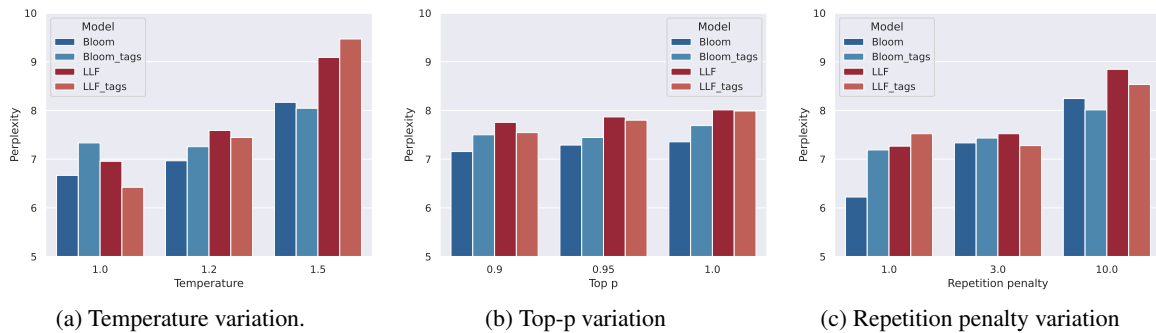 10
9
8
7
6
5
Perplexity
Model
Bloom
Bloom_tags
LLF
LLF_tags
1.0 1.2 1.5
Temperature
(a) Temperature variation.
10
9
8
7
6
5
Perplexity
Model
Bloom
Bloom_tags
LLF
LLF_tags
0.9 0.95 1.0
Top p
(b) Top-p variation
10
9
8
7
6
5
Perplexity
Model
Bloom
Bloom_tags
LLF
LLF_tags
1.0 3.0 10.0
Repetition penalty
(c) Repetition penalty variation